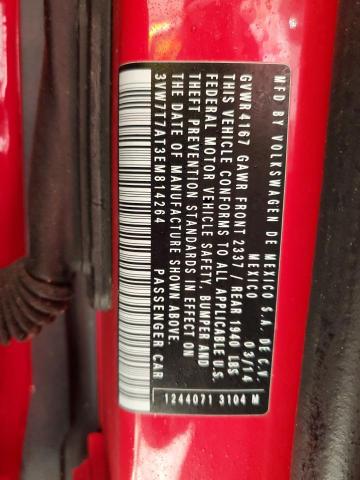 MFD BY VOLKSWAGEN DE MEXICO S.A. DE C.V.
MEXICO 03/14
GVWR 4167 GAWR FRONT 2337 / REAR 1940 LBS
THIS VEHICLE CONFORMS TO ALL APPLICABLE U.S.
FEDERAL MOTOR VEHICLE SAFETY, BUMPER AND
THEFT PREVENTION STANDARDS IN EFFECT ON
THE DATE OF MANUFACTURE SHOWN ABOVE.
3VW7T7AT3EM814264 PASSENGER CAR
1244071 3104 M